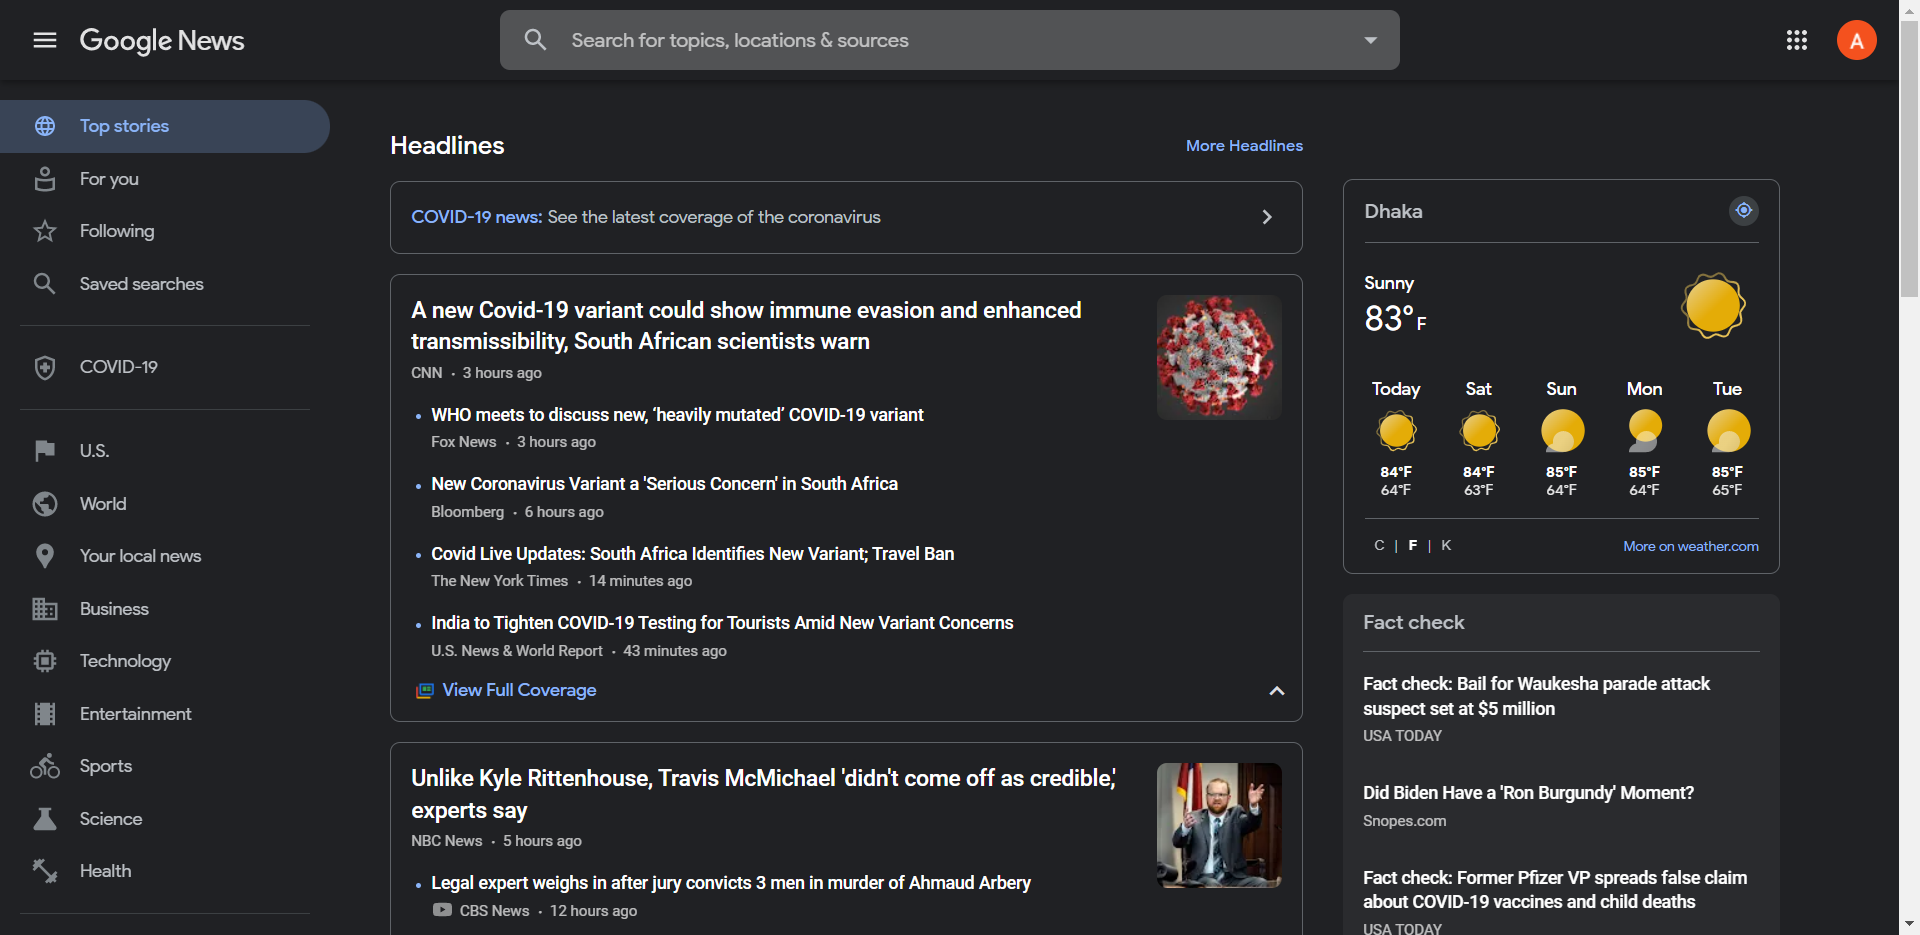 Google News
Search for topics, locations & sources
A
Top stories
For you
Following
Saved searches
COVID-19
U.S.
World
Your local news
Business
Technology
Entertainment
Sports
Science
Health
Headlines
More Headlines
COVID-19 news: See the latest coverage of the coronavirus
A new Covid-19 variant could show immune evasion and enhanced
transmissibility, South African scientists warn
CNN · 3 hours ago
WHO meets to discuss new, ‘heavily mutated’ COVID-19 variant
Fox News · 3 hours ago
New Coronavirus Variant a 'Serious Concern' in South Africa
Bloomberg · 6 hours ago
Covid Live Updates: South Africa Identifies New Variant; Travel Ban
The New York Times · 14 minutes ago
India to Tighten COVID-19 Testing for Tourists Amid New Variant Concerns
U.S. News & World Report · 43 minutes ago
View Full Coverage
Unlike Kyle Rittenhouse, Travis McMichael 'didn't come off as credible,'
experts say
NBC News · 5 hours ago
Legal expert weighs in after jury convicts 3 men in murder of Ahmaud Arbery
CBS News · 12 hours ago
Dhaka
Sunny
83°F
Today Sat Sun Mon Tue
84°F 84°F 85°F 85°F 85°F
64°F 63°F 64°F 64°F 65°F
C | F | K
More on weather.com
Fact check
Fact check: Bail for Waukesha parade attack
suspect set at $5 million
USA TODAY
Did Biden Have a 'Ron Burgundy' Moment?
Snopes.com
Fact check: Former Pfizer VP spreads false claim
about COVID-19 vaccines and child deaths
USA TODAY